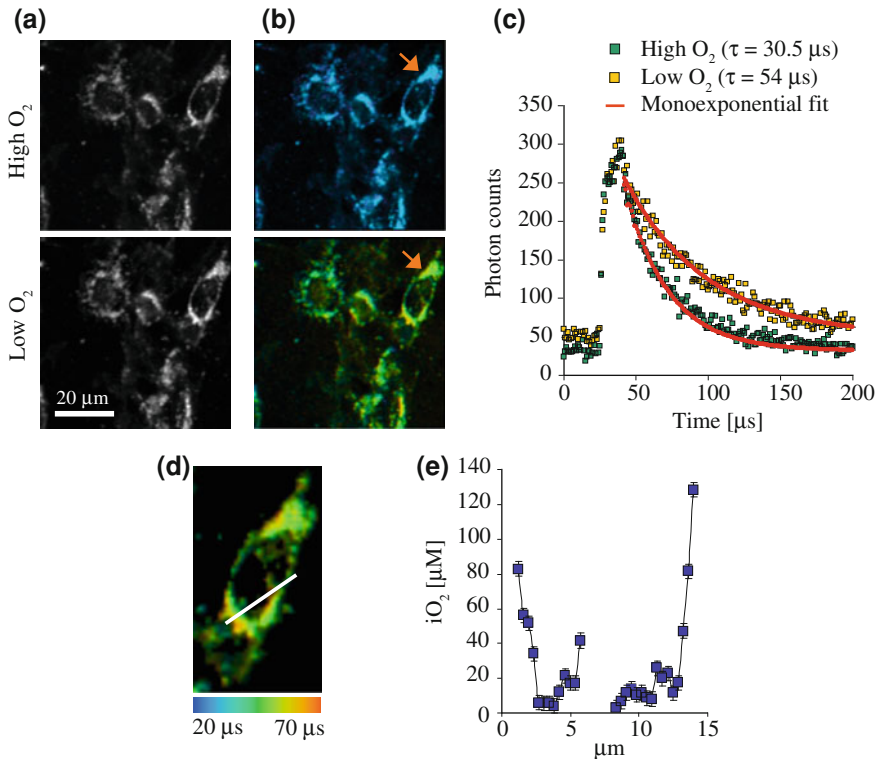 (a)
(b)
(c)
High O₂
Low O₂
20 μm
High O₂ (τ = 30.5 μs)
Low O₂ (τ = 54 μs)
Monoexponential fit
Photon counts
350
300
250
200
150
100
50
0
0 50 100 150 200
Time [μs]
(d)
20 μs 70 μs
(e)
iO₂ [μM]
140
120
100
80
60
40
20
0
0 5 10 15
μm